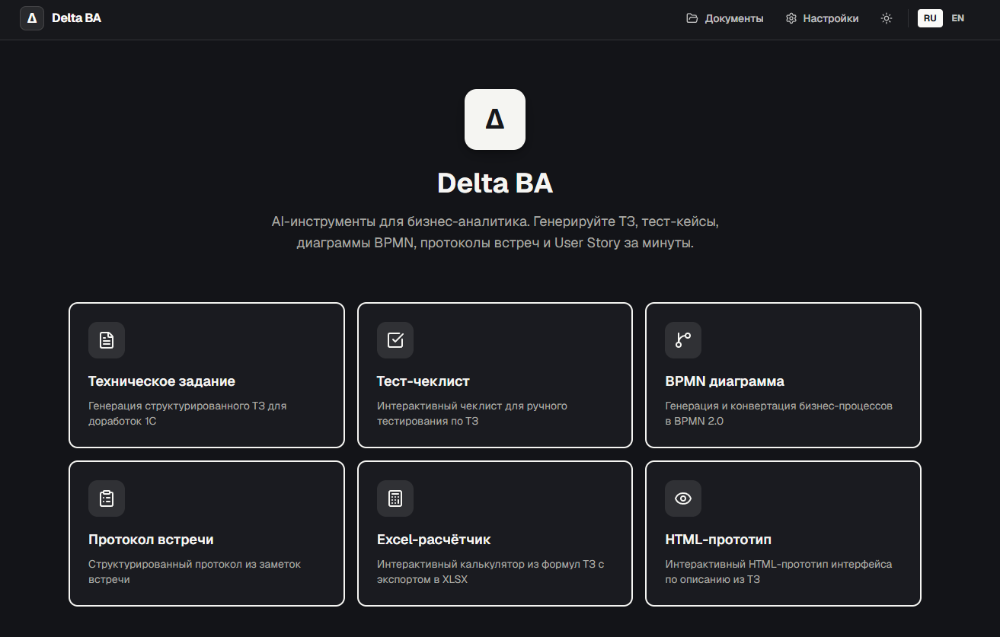 Δ Delta BA Документы Настройки RU EN
Δ
Delta BA
AI-инструменты для бизнес-аналитика. Генерируйте ТЗ, тест-кейсы,
диаграммы BPMN, протоколы встреч и User Story за минуты.
Техническое задание
Генерация структурированного ТЗ для
доработок 1С
Тест-чеклист
Интерактивный чеклист для ручного
тестирования по ТЗ
BPMN диаграмма
Генерация и конвертация бизнес-процессов
в BPMN 2.0
Протокол встречи
Структурированный протокол из заметок
встречи
Excel-расчётчик
Интерактивный калькулятор из формул ТЗ с
экспортом в XLSX
HTML-прототип
Интерактивный HTML-прототип интерфейса
по описанию из ТЗ